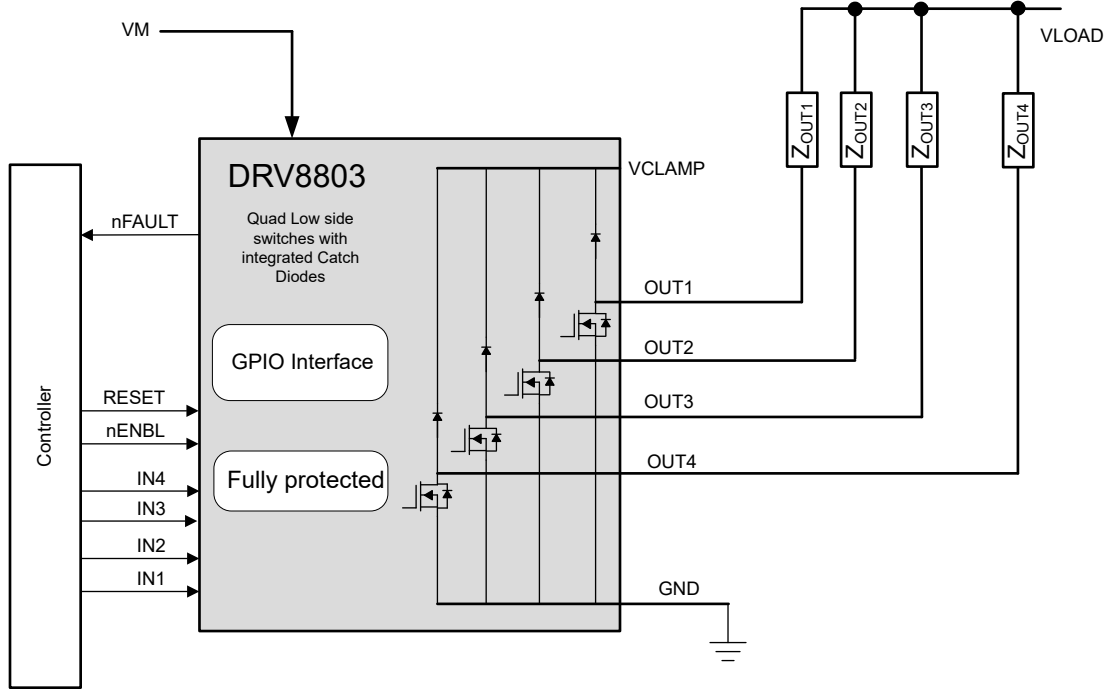 VM
VLOAD
ZOUT1
ZOUT2
ZOUT3
ZOUT4
DRV8803
VCLAMP
Quad Low side
switches with
integrated Catch
Diodes
nFAULT
OUT1
OUT2
GPIO Interface
OUT3
RESET
nENBL
Controller
OUT4
Fully protected
IN4
IN3
IN2
IN1
GND